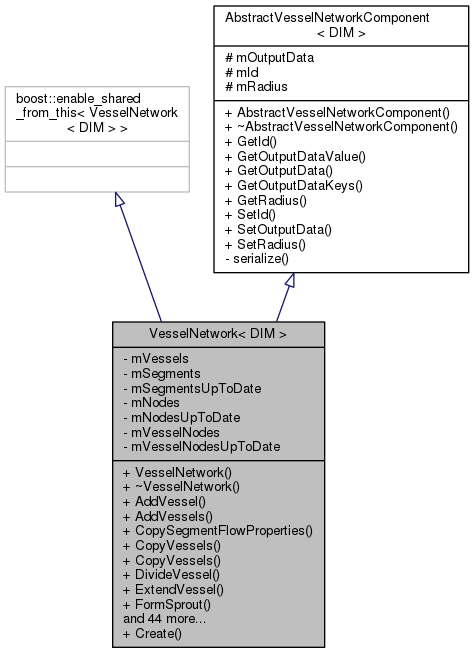 AbstractVesselNetworkComponent
< DIM >
# mOutputData
# mId
# mRadius
+ AbstractVesselNetworkComponent()
+ ~AbstractVesselNetworkComponent()
+ GetId()
+ GetOutputDataValue()
+ GetOutputData()
+ GetOutputDataKeys()
+ GetRadius()
+ SetId()
+ SetOutputData()
+ SetRadius()
- serialize()
boost::enable_shared
_from_this< VesselNetwork
< DIM > >
VesselNetwork< DIM >
- mVessels
- mSegments
- mSegmentsUpToDate
- mNodes
- mNodesUpToDate
- mVesselNodes
- mVesselNodesUpToDate
+ VesselNetwork()
+ ~VesselNetwork()
+ AddVessel()
+ AddVessels()
+ CopySegmentFlowProperties()
+ CopyVessels()
+ CopyVessels()
+ DivideVessel()
+ ExtendVessel()
+ FormSprout()
and 44 more...
+ Create()